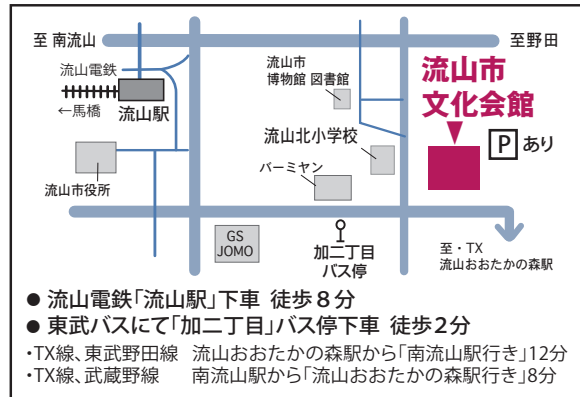 至 南流山
至野田
流山電鉄
←馬橋
流山駅
流山市
博物館 図書館
流山市
文化会館
P あり
流山北小学校
バーミヤン
流山市役所
GS
JOMO
加二丁目
バス停
至・TX
流山おおたかの森駅
● 流山電鉄「流山駅」下車 徒歩8分
● 東武バスにて「加二丁目」バス停下車 徒歩2分
・TX線、東武野田線 流山おおたかの森駅から「南流山駅行き」12分
・TX線、武蔵野線 南流山駅から「流山おおたかの森駅行き」8分